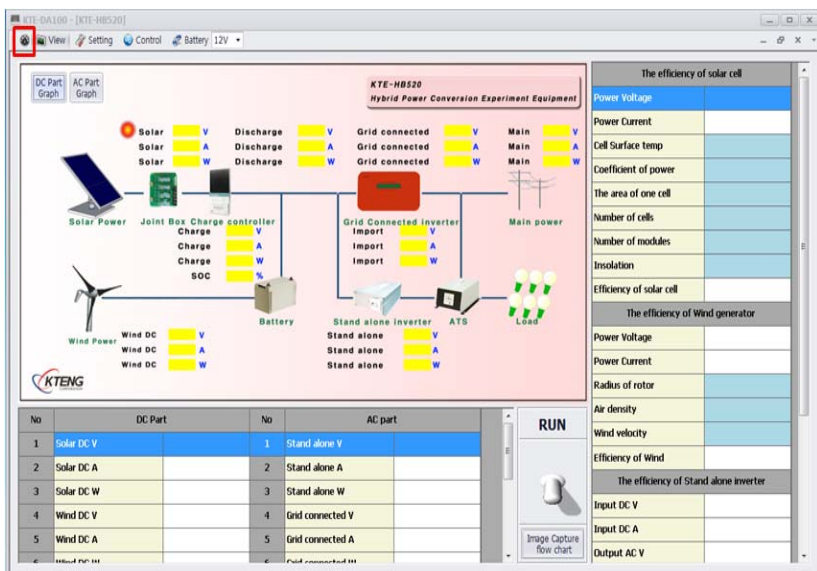 KTE-DA100 - [KTE-HB520]
View Setting Control Battery 12V
DC Part Graph
AC Part Graph
KTE-HB520
Hybrid Power Conversion Experiment Equipment
Solar V Discharge V Grid connected V Main V
Solar A Discharge A Grid connected A Main A
Solar W Discharge W Grid connected W Main W
Solar Power Joint Box Charge controller Grid Connected inverter Main power
Charge V Import V
Charge A Import A
Charge W Import W
SOC %
Battery Stand alone inverter ATS Load
Wind Power
Wind DC V Stand alone V
Wind DC A Stand alone A
Wind DC W Stand alone W
KTENG
No DC Part No AC part
1 Solar DC V 1 Stand alone V
2 Solar DC A 2 Stand alone A
3 Solar DC W 3 Stand alone W
4 Wind DC V 4 Grid connected V
5 Wind DC A 5 Grid connected A
6 Wind DC W 6 Grid connected W
RUN
Image Capture
flow chart
The efficiency of solar cell
Power Voltage
Power Current
Cell Surface temp
Coefficient of power
The area of one cell
Number of cells
Number of modules
Insolation
Efficiency of solar cell
The efficiency of Wind generator
Power Voltage
Power Current
Radius of rotor
Air density
Wind velocity
Efficiency of Wind
The efficiency of Stand alone inverter
Input DC V
Input DC A
Output AC V